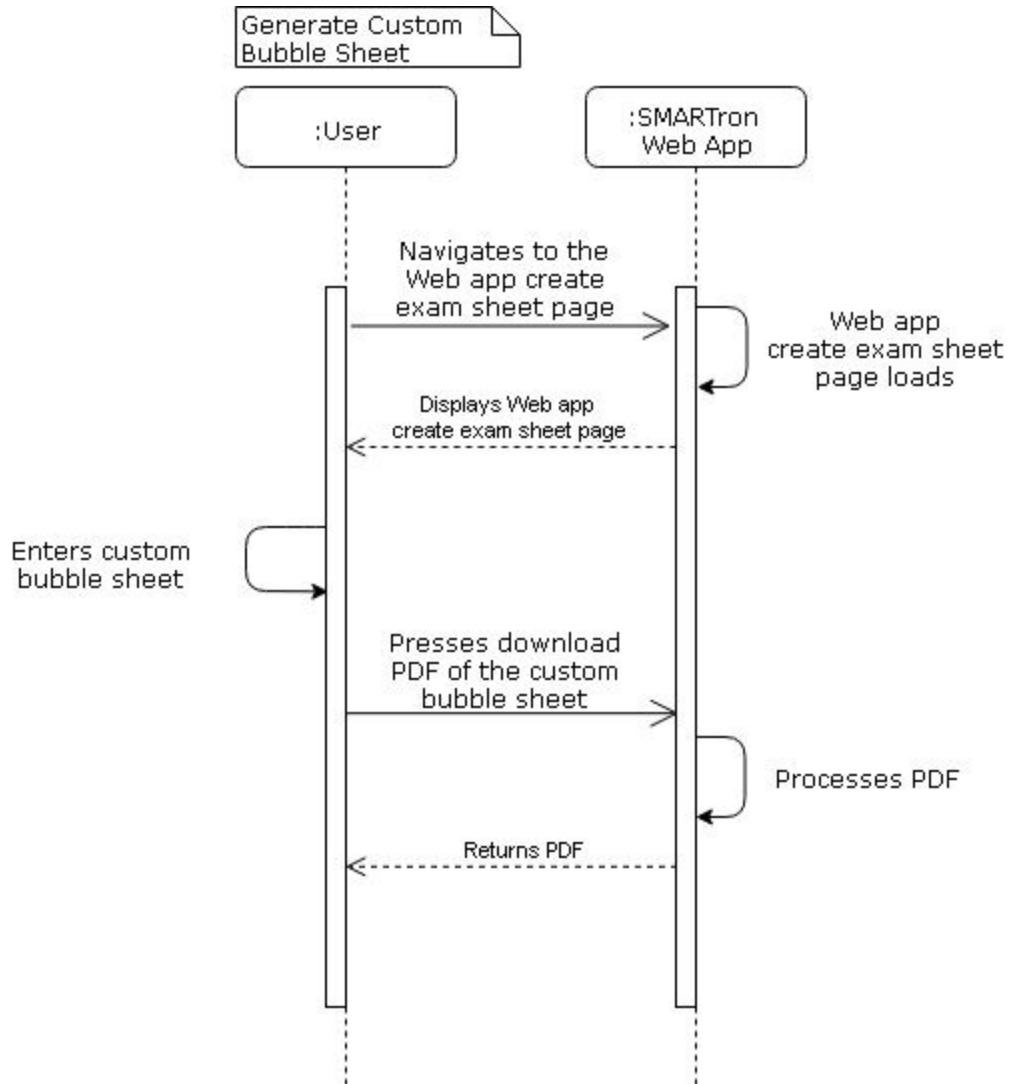 Generate Custom
Bubble Sheet
:User
:SMARTron
Web App
Navigates to the
Web app create
exam sheet page
Web app
create exam sheet
page loads
Displays Web app
create exam sheet page
Enters custom
bubble sheet
Presses download
PDF of the custom
bubble sheet
Processes PDF
Returns PDF